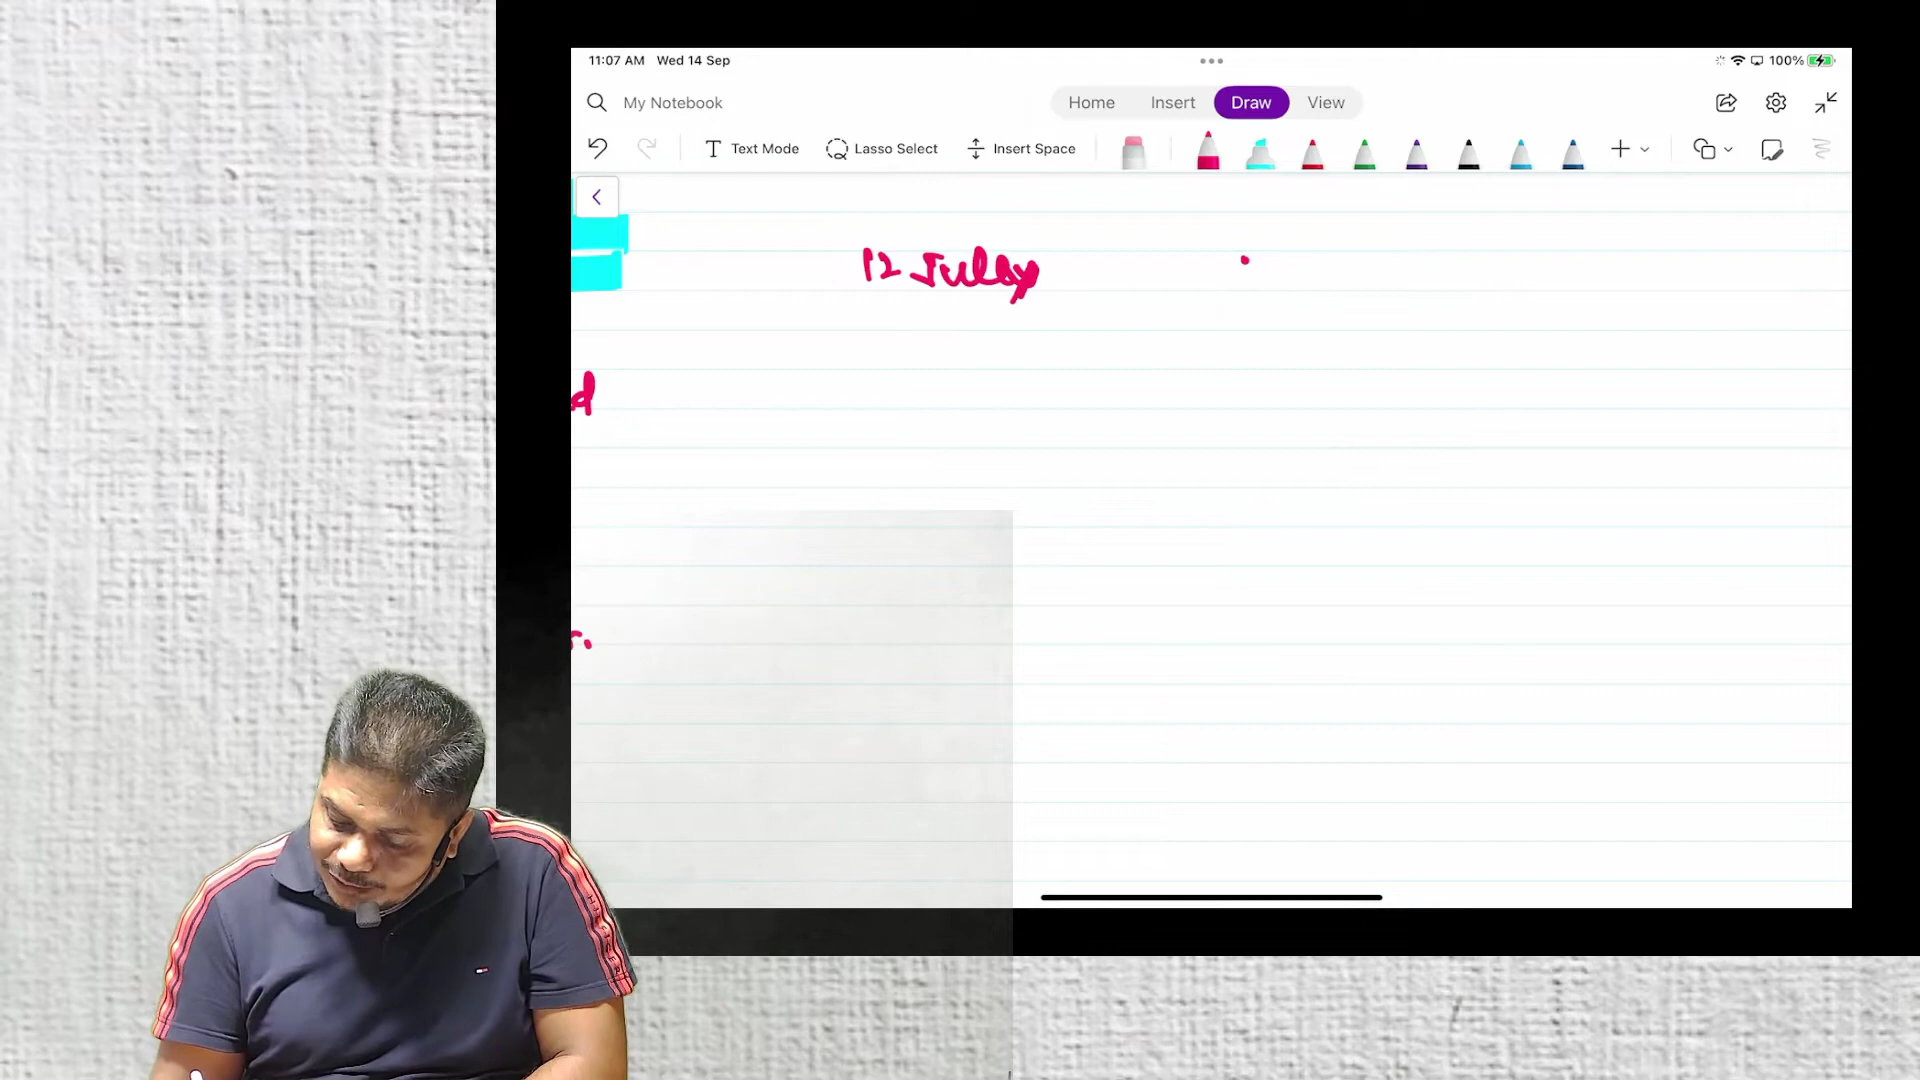 11:07 AM Wed 14 Sep
100%
My Notebook
Home Insert Draw View
Text Mode Lasso Select Insert Space
12 Jullay
d
r.